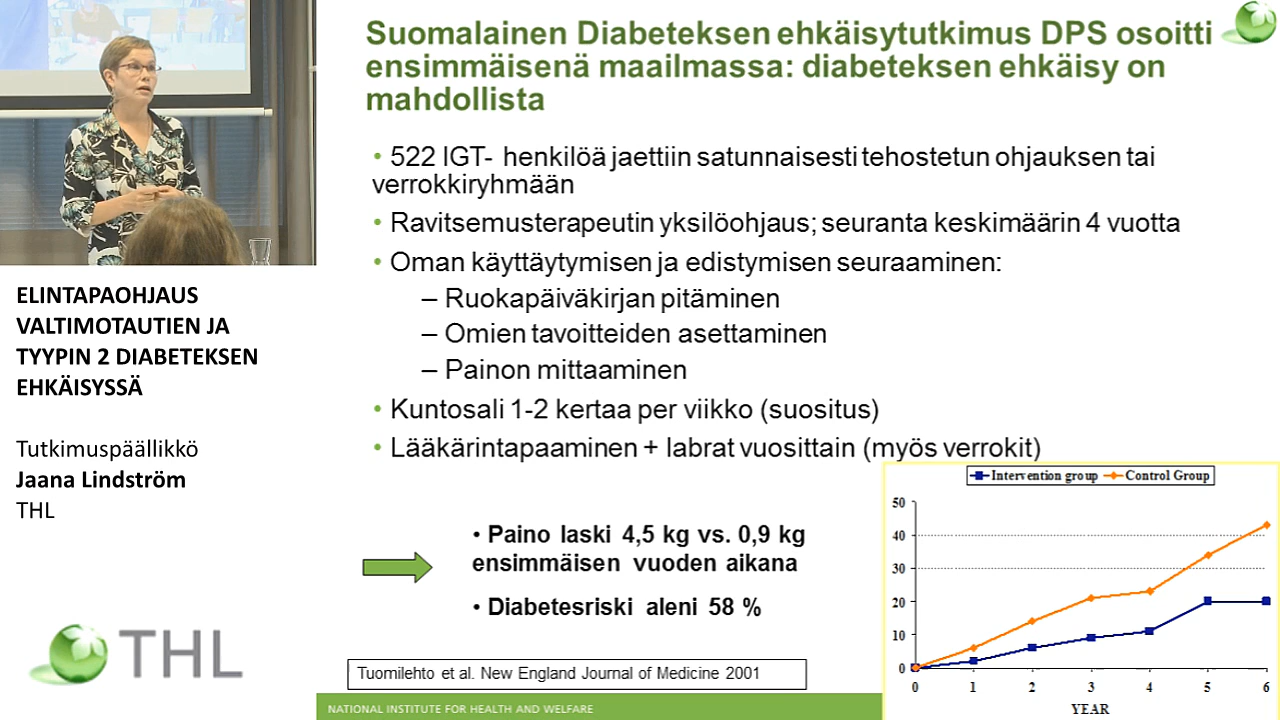 Suomalainen Diabeteksen ehkäisytutkimus DPS osoitti
ensimmäisenä maailmassa: diabeteksen ehkäisy on
mahdollista
• 522 IGT- henkilöä jaettiin satunnaisesti tehostetun ohjauksen tai
verrokkiryhmään
• Ravitsemusterapeutin yksilöohjaus; seuranta keskimäärin 4 vuotta
• Oman käyttäytymisen ja edistymisen seuraaminen:
– Ruokapäiväkirjan pitäminen
– Omien tavoitteiden asettaminen
– Painon mittaaminen
• Kuntosali 1-2 kertaa per viikko (suositus)
• Lääkärintapaaminen + labrat vuosittain (myös verrokit)
• Paino laski 4,5 kg vs. 0,9 kg
ensimmäisen vuoden aikana
• Diabetesriski aleni 58 %
Tuomilehto et al. New England Journal of Medicine 2001
NATIONAL INSTITUTE FOR HEALTH AND WELFARE
Intervention group Control Group
50
40
30
20
10
0
0 1 2 3 4 5 6
YEAR
ELINTAPAOHJAUS
VALTIMOTAUTIEN JA
TYYPIN 2 DIABETEKSEN
EHKÄISYSSÄ
Tutkimuspäällikkö
Jaana Lindström
THL
THL